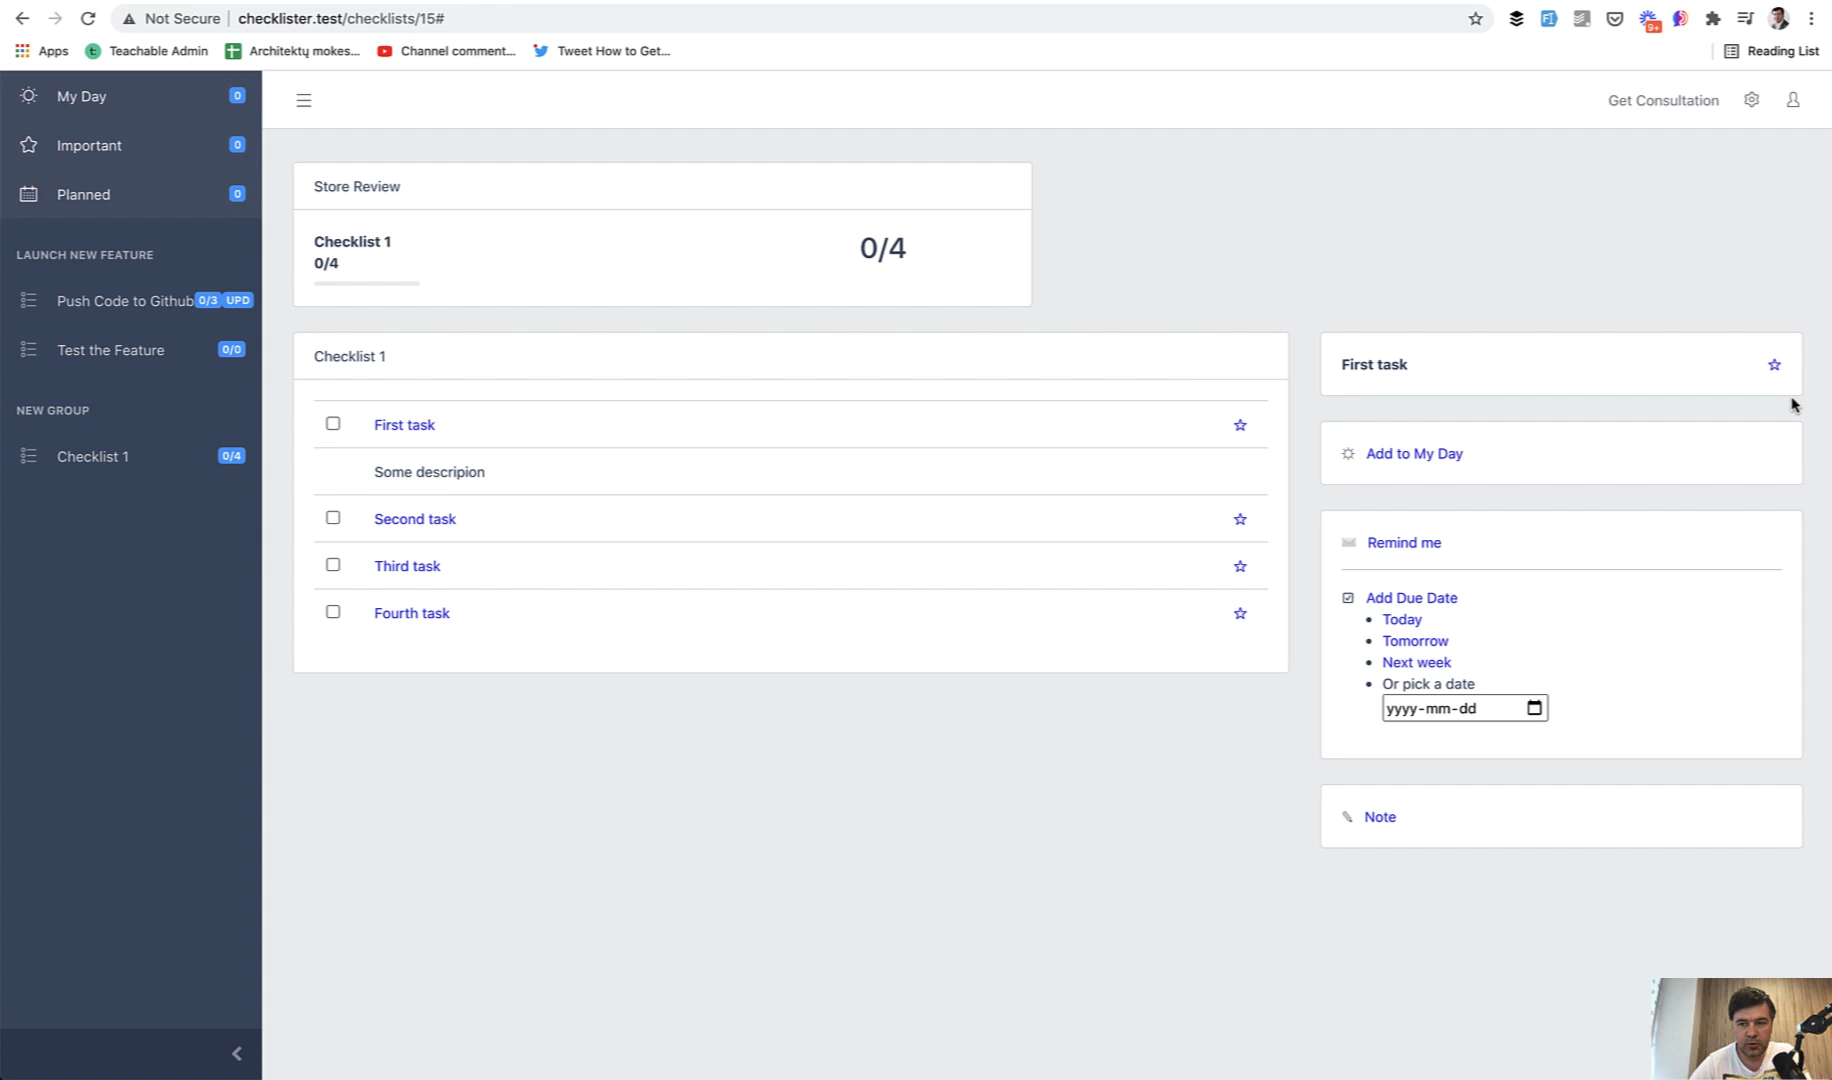 Not Secure | checklister.test/checklists/15#
9+
Apps
Teachable Admin
Architektų mokes...
Channel comment...
Tweet How to Get...
Reading List
My Day 0
Important 0
Planned 0
LAUNCH NEW FEATURE
Push Code to Github 0/3 UPD
Test the Feature 0/0
NEW GROUP
Checklist 1 0/4
Get Consultation
Store Review
Checklist 1
0/4
0/4
Checklist 1
First task
Some descripion
Second task
Third task
Fourth task
First task
Add to My Day
Remind me
Add Due Date
Today
Tomorrow
Next week
Or pick a date
yyyy-mm-dd
Note